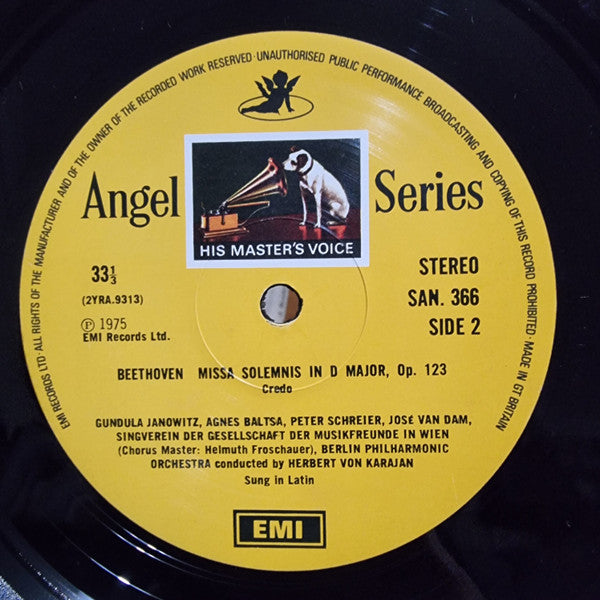 EMI RECORDS LTD · ALL RIGHTS OF THE MANUFACTURER AND OF THE OWNER OF THE RECORDED WORK RESERVED · UNAUTHORISED PUBLIC PERFORMANCE BROADCASTING AND COPYING OF THIS RECORD PROHIBITED · MADE IN GT BRITAIN
Angel Series
HIS MASTER'S VOICE
33⅓
(2YRA.9313)
Ⓟ 1975
EMI Records Ltd.
STEREO
SAN. 366
SIDE 2
BEETHOVEN MISSA SOLEMNIS IN D MAJOR, Op. 123
Credo
GUNDULA JANOWITZ, AGNES BALTSA, PETER SCHREIER, JOSÉ VAN DAM,
SINGVEREIN DER GESELLSCHAFT DER MUSIKFREUNDE IN WIEN
(Chorus Master: Helmuth Froschauer), BERLIN PHILHARMONIC
ORCHESTRA conducted by HERBERT VON KARAJAN
Sung in Latin
EMI